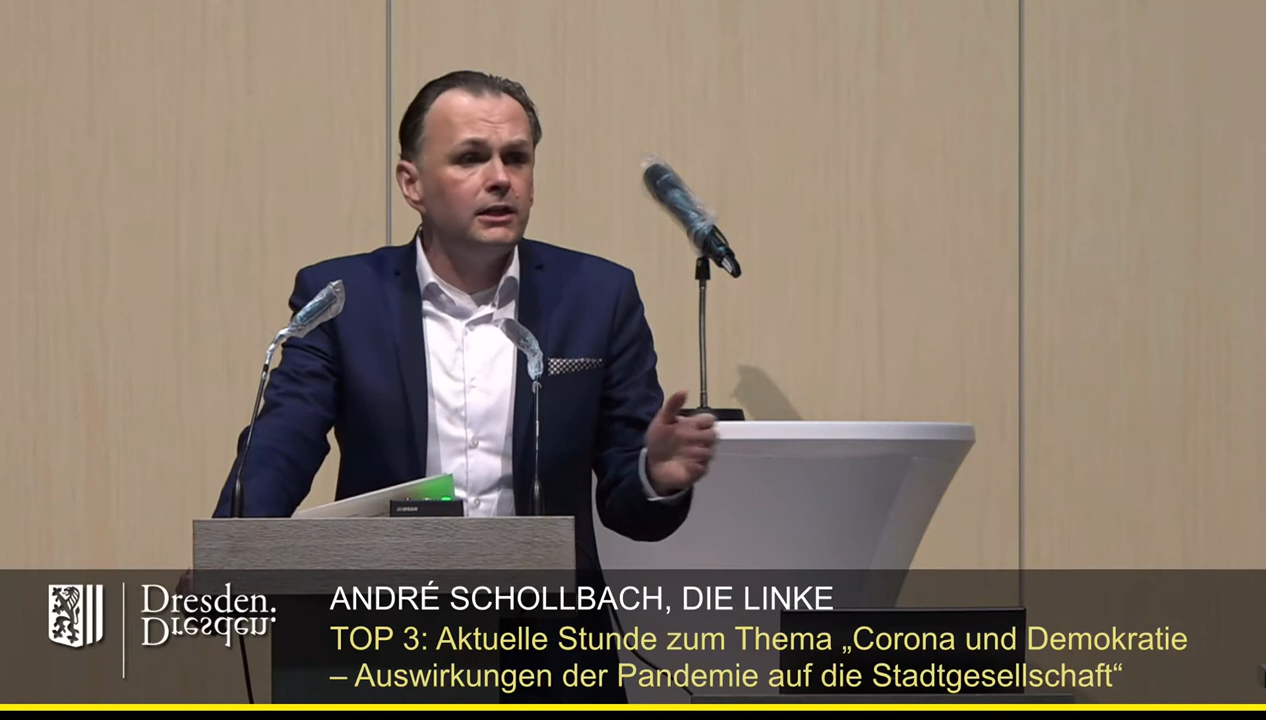 ANDRÉ SCHOLLBACH, DIE LINKE
Dresden.
Dresden.
TOP 3: Aktuelle Stunde zum Thema „Corona und Demokratie
– Auswirkungen der Pandemie auf die Stadtgesellschaft“